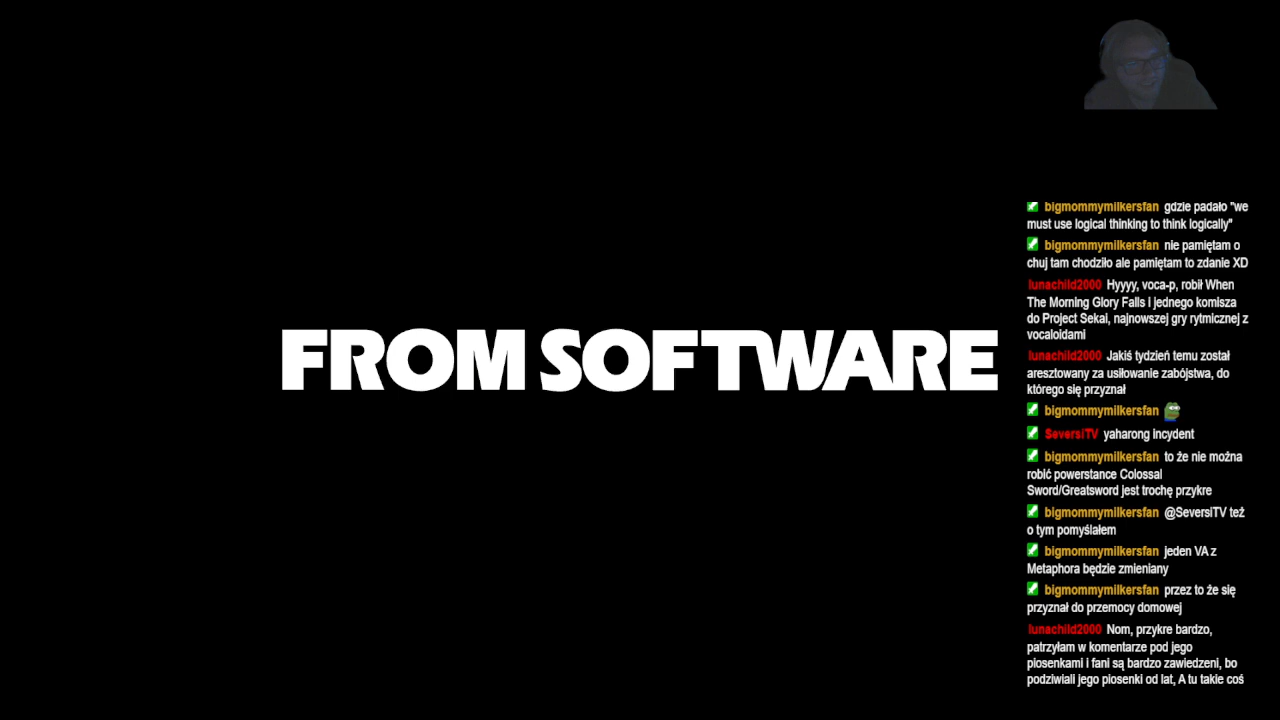 FROM SOFTWARE
bigmommymilkersfan gdzie padało "we
must use logical thinking to think logically"
bigmommymilkersfan nie pamiętam o
chuj tam chodziło ale pamiętam to zdanie XD
lunachild2000 Hyyyy, voca-p, robił When
The Morning Glory Falls i jednego komisza
do Project Sekai, najnowszej gry rytmicznej z
vocaloidami
lunachild2000 Jakiś tydzień temu został
aresztowany za usiłowanie zabójstwa, do
którego się przyznał
bigmommymilkersfan
SeversITV yaharong incydent
bigmommymilkersfan to że nie można
robić powerstance Colossal
Sword/Greatsword jest trochę przykre
bigmommymilkersfan @SeversITV też
o tym pomyślałem
bigmommymilkersfan jeden VA z
Metaphora będzie zmieniany
bigmommymilkersfan przez to że się
przyznał do przemocy domowej
lunachild2000 Nom, przykre bardzo,
patrzyłam w komentarze pod jego
piosenkami i fani są bardzo zawiedzeni, bo
podziwiali jego piosenki od lat, A tu takie coś